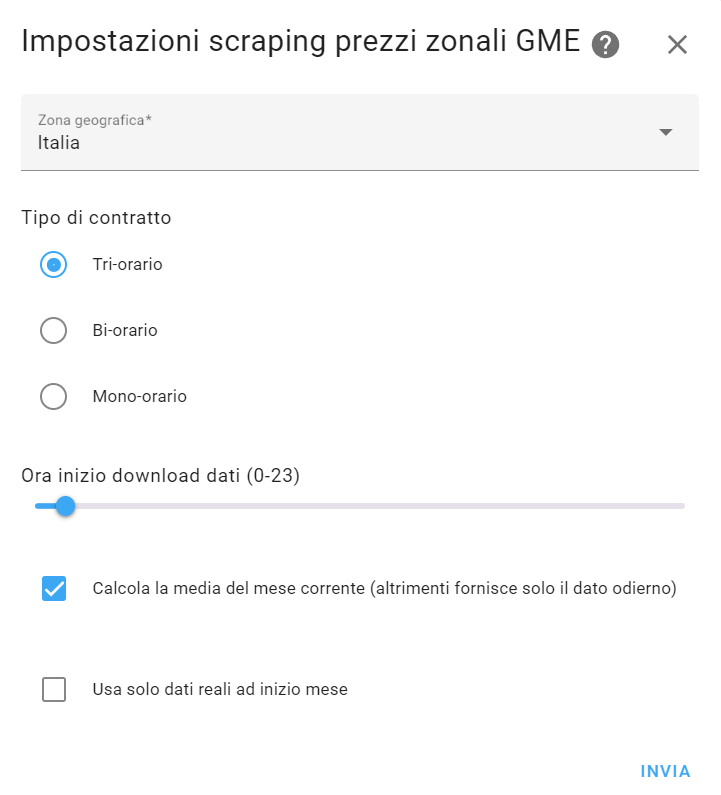 Impostazioni scraping prezzi zonali GME ?
Zona geografica*
Italia
Tipo di contratto
Tri-orario
Bi-orario
Mono-orario
Ora inizio download dati (0-23)
Calcola la media del mese corrente (altrimenti fornisce solo il dato odierno)
Usa solo dati reali ad inizio mese
INVIA